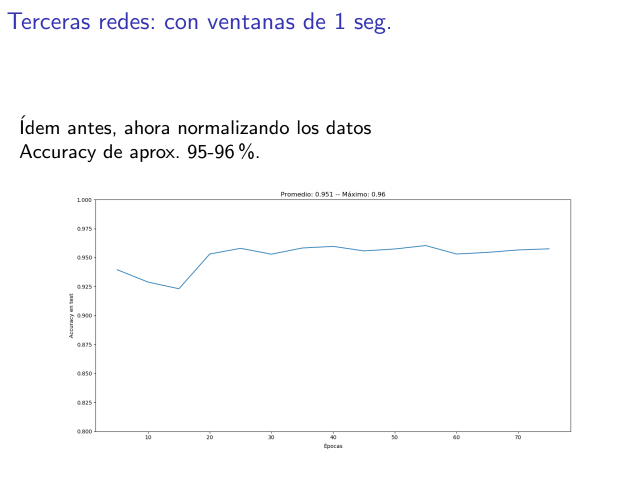 Terceras redes: con ventanas de 1 seg.
Ídem antes, ahora normalizando los datos
Accuracy de aprox. 95-96 %.
Promedio: 0.951 -- Máximo: 0.96
1.000
0.975
0.950
0.925
0.900
0.875
0.850
0.825
0.800
Accuracy en test
10 20 30 40 50 60 70
Épocas